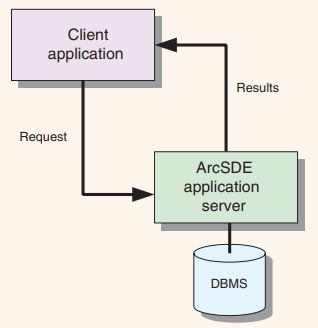 Client
application
Results
Request
ArcSDE
application
server
DBMS